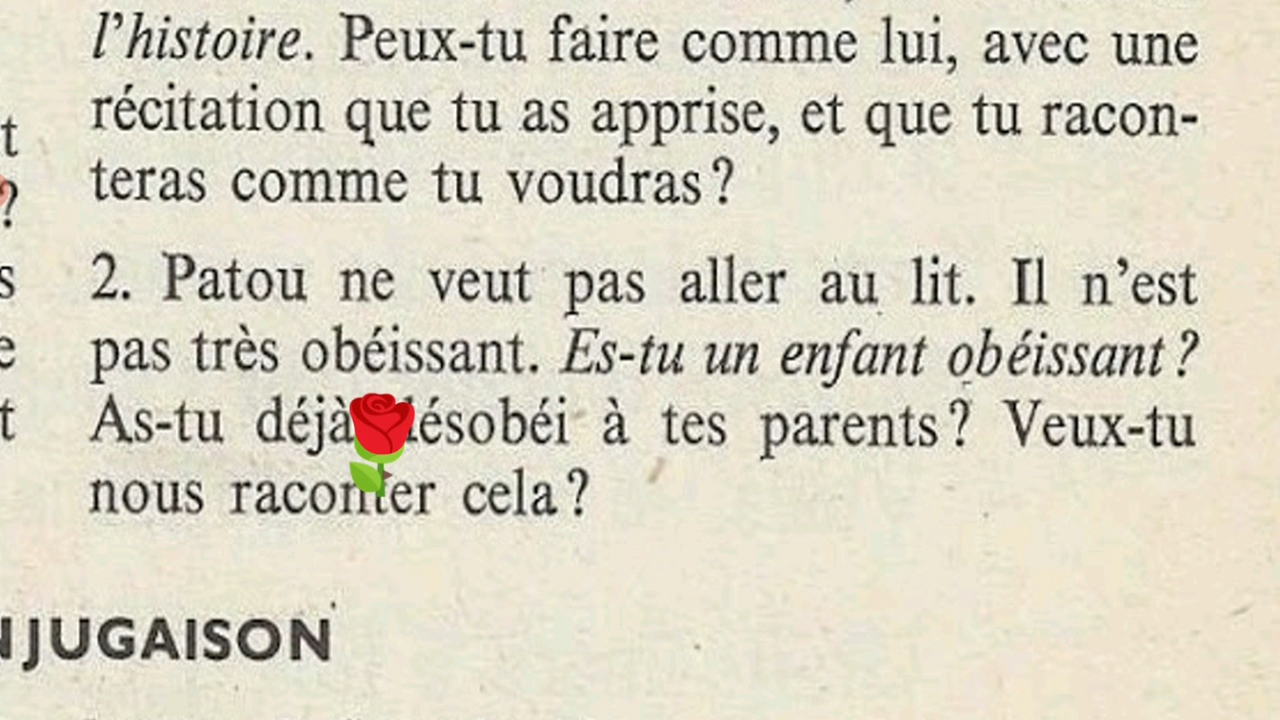 l'histoire. Peux-tu faire comme lui, avec une
récitation que tu as apprise, et que tu racon-
t
teras comme tu voudras ?
?
2. Patou ne veut pas aller au lit. Il n'est
s
pas très obéissant. Es-tu un enfant obéissant ?
e
As-tu déjà désobéi à tes parents ? Veux-tu
t
nous raconter cela ?
NJUGAISON